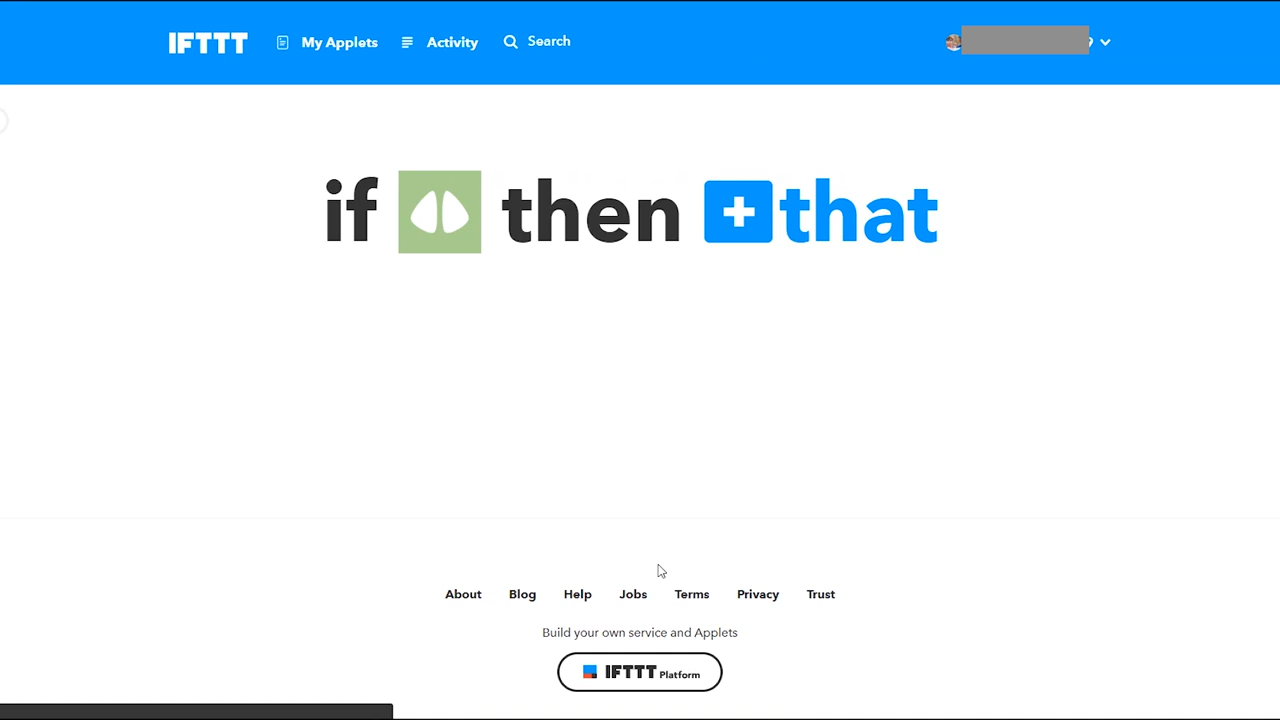 IFTTT My Applets Activity Search
if then that
About Blog Help Jobs Terms Privacy Trust
Build your own service and Applets
IFTTT Platform